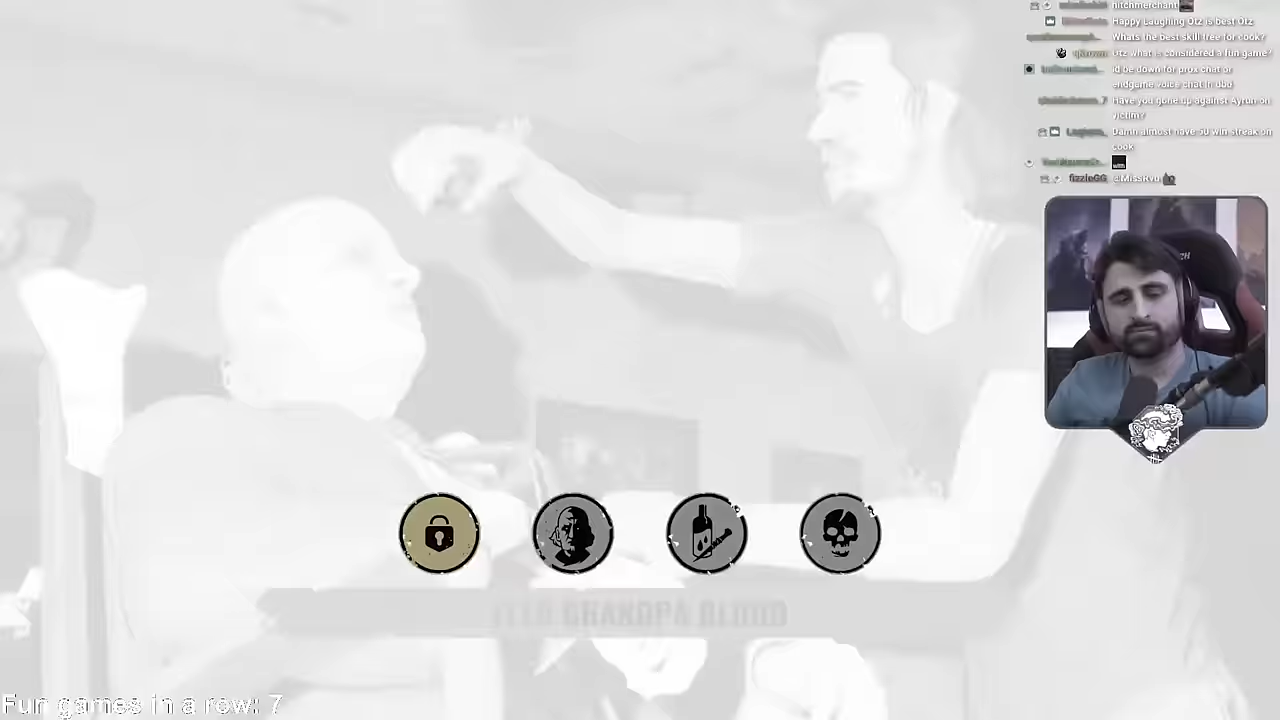 hitchmerchant
Happy Laughing Otz is best Otz
Whats the best skill tree for cook?
otz what is considered a fun game?
id be down for prox chat or
endgame voice chat in dbd
Have you gone up against Ayrun on
victim?
Damn almost have 50 win streak on
cook
fizzleGG @MissRvu
FEED GRANDPA BLOOD
Fun games in a row: 7